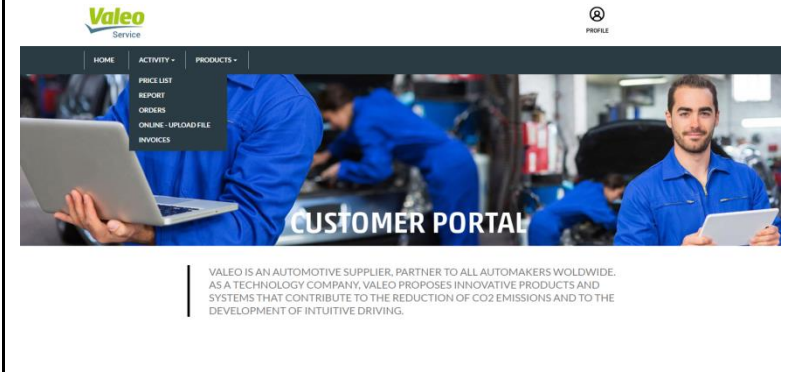 Valeo
Service
PROFILE
HOME ACTIVITY PRODUCTS
PRICE LIST
REPORT
ORDERS
ONLINE - UPLOAD FILE
INVOICES
CUSTOMER PORTAL
VALEO IS AN AUTOMOTIVE SUPPLIER, PARTNER TO ALL AUTOMAKERS WOLDWIDE.
AS A TECHNOLOGY COMPANY, VALEO PROPOSES INNOVATIVE PRODUCTS AND
SYSTEMS THAT CONTRIBUTE TO THE REDUCTION OF CO2 EMISSIONS AND TO THE
DEVELOPMENT OF INTUITIVE DRIVING.